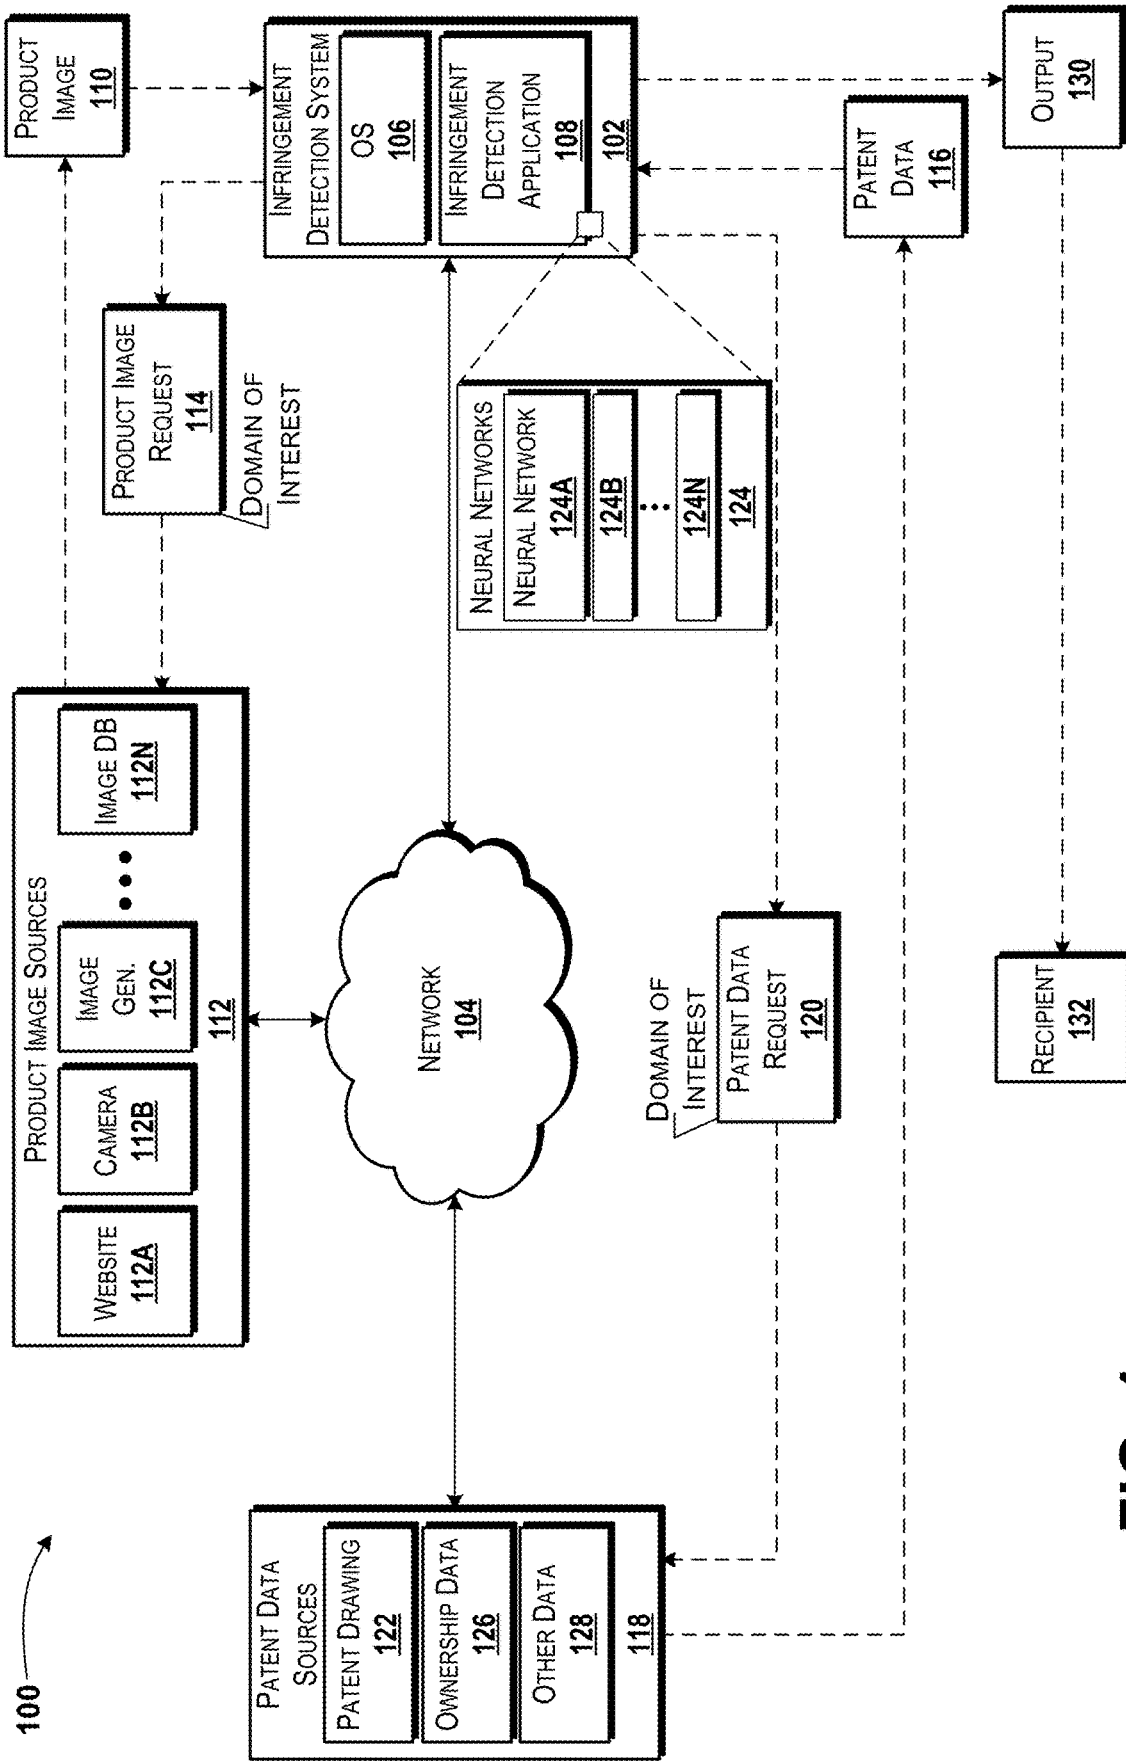 100
PRODUCT IMAGE SOURCES
WEBSITE
112A
CAMERA
112B
IMAGE
GEN.
112C
IMAGE DB
112N
112
PRODUCT IMAGE
REQUEST
114
DOMAIN OF
INTEREST
PRODUCT
IMAGE
110
PATENT DATA
SOURCES
PATENT DRAWING
122
OWNERSHIP DATA
126
OTHER DATA
128
118
NETWORK
104
INFRINGEMENT
DETECTION SYSTEM
OS
106
INFRINGEMENT
DETECTION
APPLICATION
108
102
NEURAL NETWORKS
NEURAL NETWORK
124A
124B
124N
124
DOMAIN OF
INTEREST
PATENT DATA
REQUEST
120
PATENT
DATA
116
RECIPIENT
132
OUTPUT
130